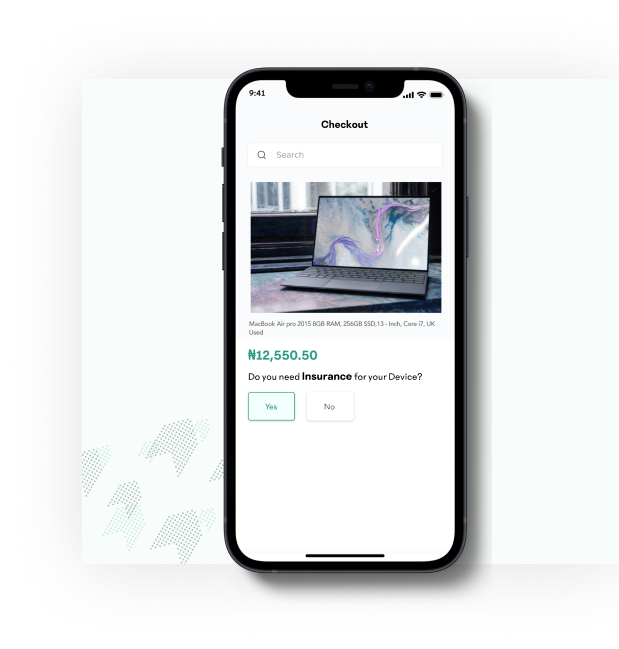 9:41
Checkout
Search
MacBook Air pro 2015 8GB RAM, 256GB SSD,13 - Inch, Core i7, UK
Used
₦12,550.50
Do you need Insurance for your Device?
Yes
No